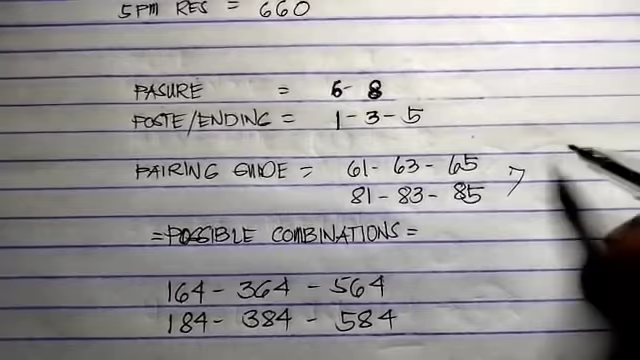 5PM RES = 660
PASURE = 6- 8
POSTE/ENDING = 1 - 3 - 5
PAIRING GUIDE = 61 - 63 - 65
81 - 83 - 85 >
=POSSIBLE COMBINATIONS=
164 - 364 - 564
184 - 384 - 584